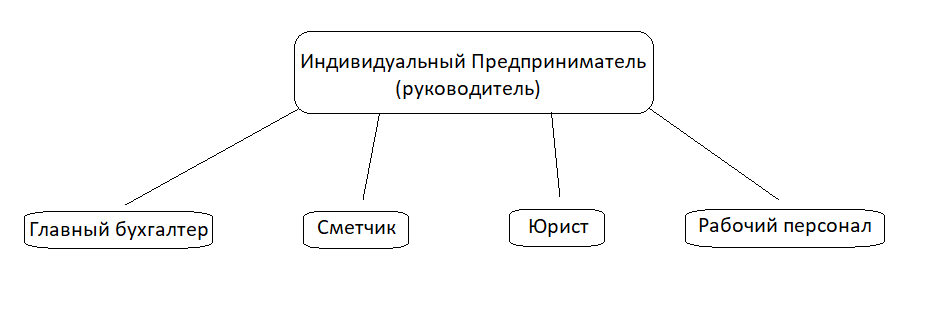 Индивидуальный Предприниматель
(руководитель)
Главный бухгалтер
Сметчик
Юрист
Рабочий персонал